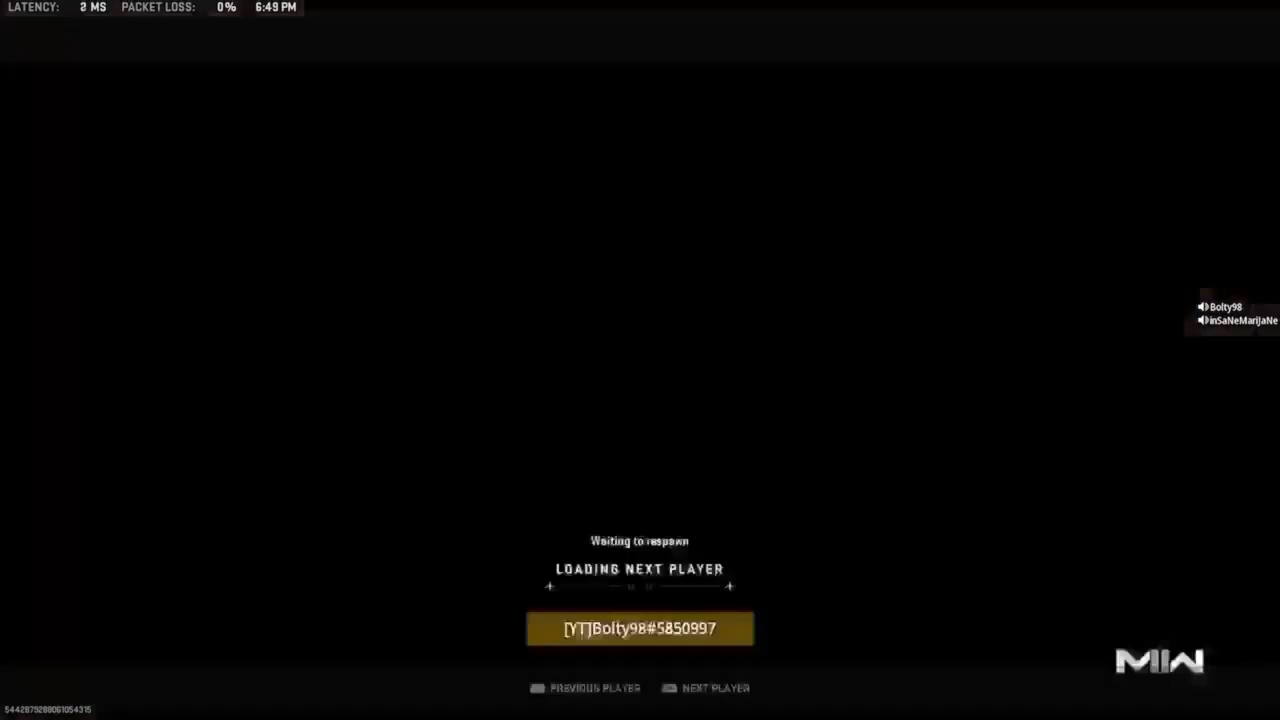 LATENCY: 2 MS PACKET LOSS: 0% 6:49 PM
Bolty98
inSaNeMariJaNe
Waiting to respawn
LOADING NEXT PLAYER
[YT]Bolty98#5850997
MW
PREVIOUS PLAYER NEXT PLAYER